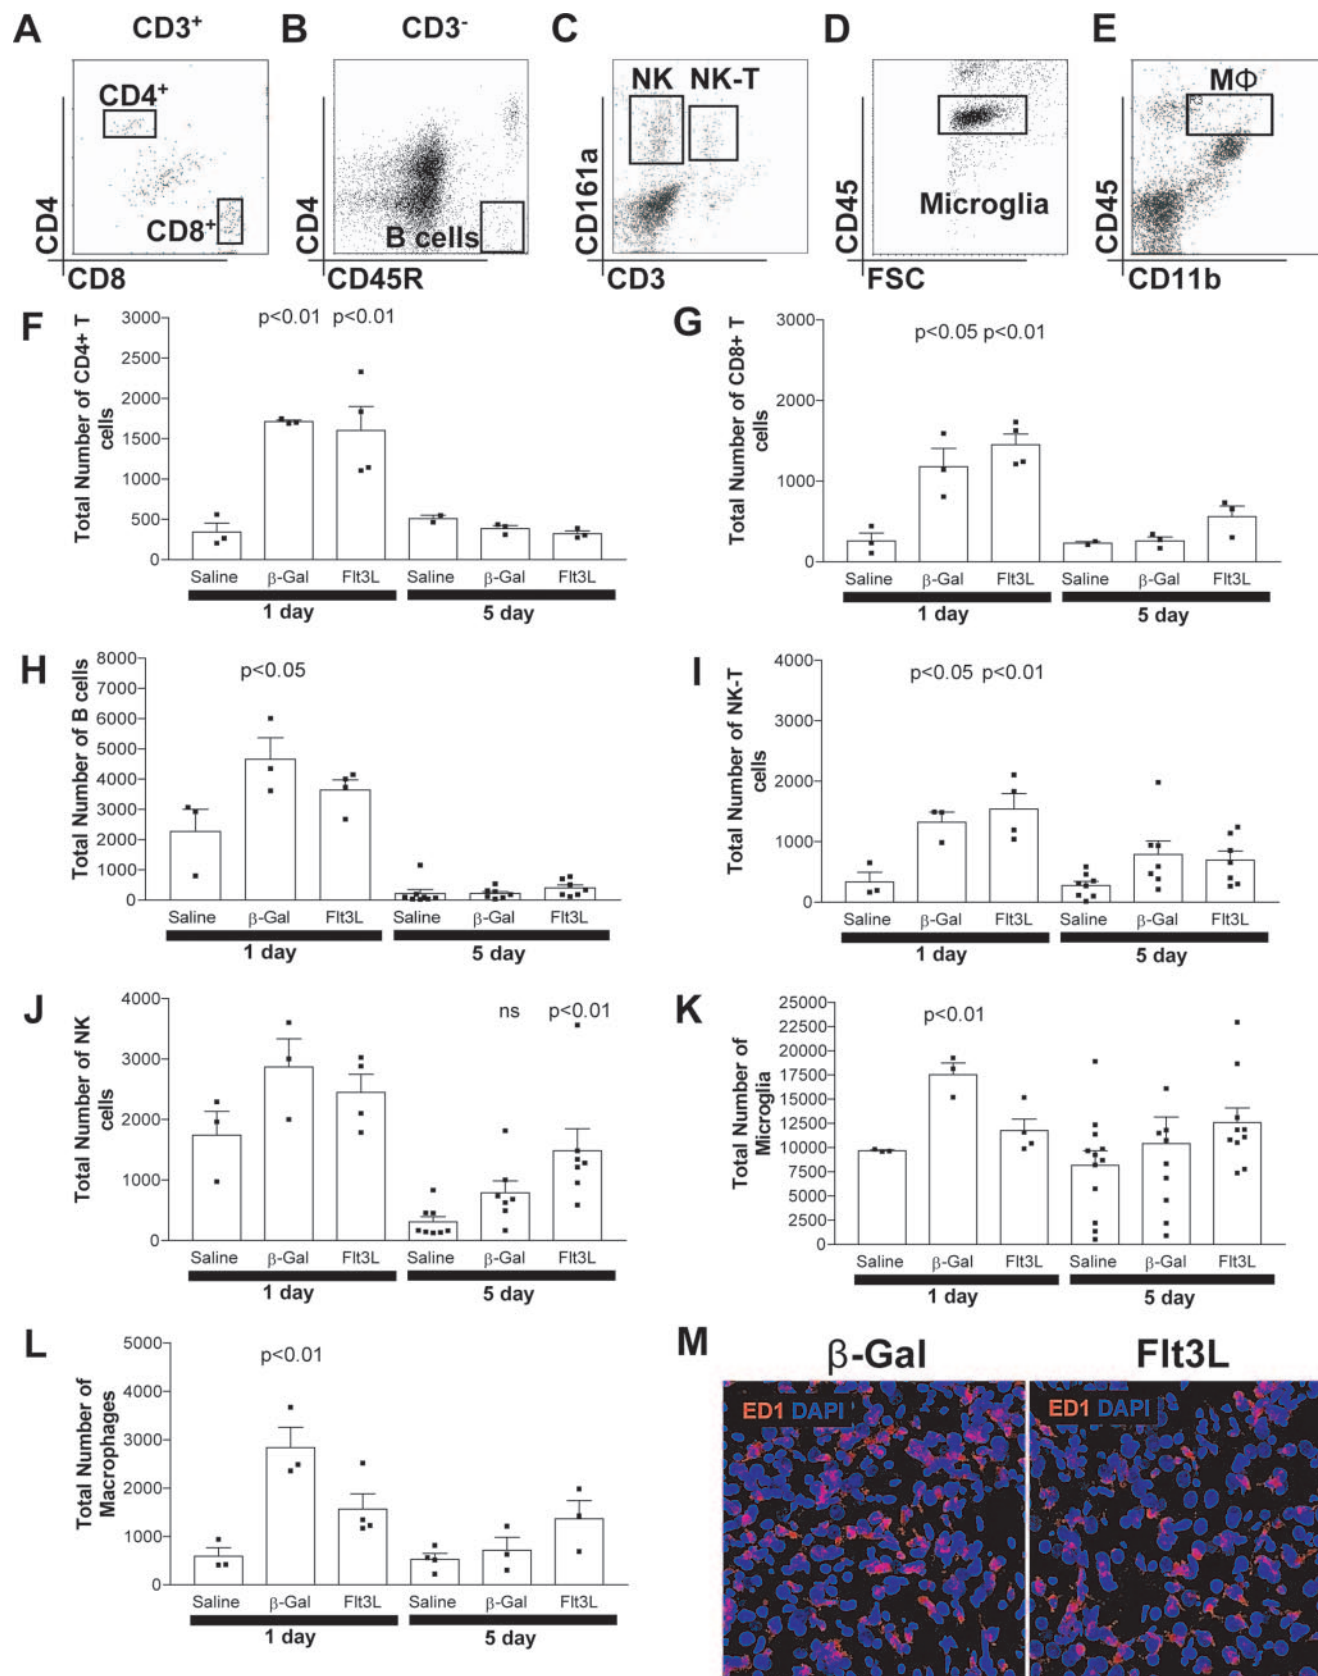 A CD3+ B CD3- C D E
CD4+
CD8+
CD4
CD8
B cells
CD4
CD45R
NK NK-T
CD161a
CD3
Microglia
CD45
FSC
MΦ
R3
CD45
CD11b
F
Total Number of CD4+ T
cells
p<0.01 p<0.01
3000
2500
2000
1500
1000
500
0
Saline β-Gal Flt3L Saline β-Gal Flt3L
1 day 5 day
G
Total Number of CD8+ T
cells
p<0.05 p<0.01
3000
2000
1000
0
Saline β-Gal Flt3L Saline β-Gal Flt3L
1 day 5 day
H
Total Number of B cells
p<0.05
8000
7000
6000
5000
4000
3000
2000
1000
0
Saline β-Gal Flt3L Saline β-Gal Flt3L
1 day 5 day
I
Total Number of NK-T
cells
p<0.05 p<0.01
4000
3000
2000
1000
0
Saline β-Gal Flt3L Saline β-Gal Flt3L
1 day 5 day
J
Total Number of NK
cells
ns p<0.01
4000
3000
2000
1000
0
Saline β-Gal Flt3L Saline β-Gal Flt3L
1 day 5 day
K
Total Number of
Microglia
p<0.01
25000
22500
20000
17500
15000
12500
10000
7500
5000
2500
0
Saline β-Gal Flt3L Saline β-Gal Flt3L
1 day 5 day
L
Total Number of
Macrophages
p<0.01
5000
4000
3000
2000
1000
0
Saline β-Gal Flt3L Saline β-Gal Flt3L
1 day 5 day
M β-Gal Flt3L
ED1 DAPI ED1 DAPI